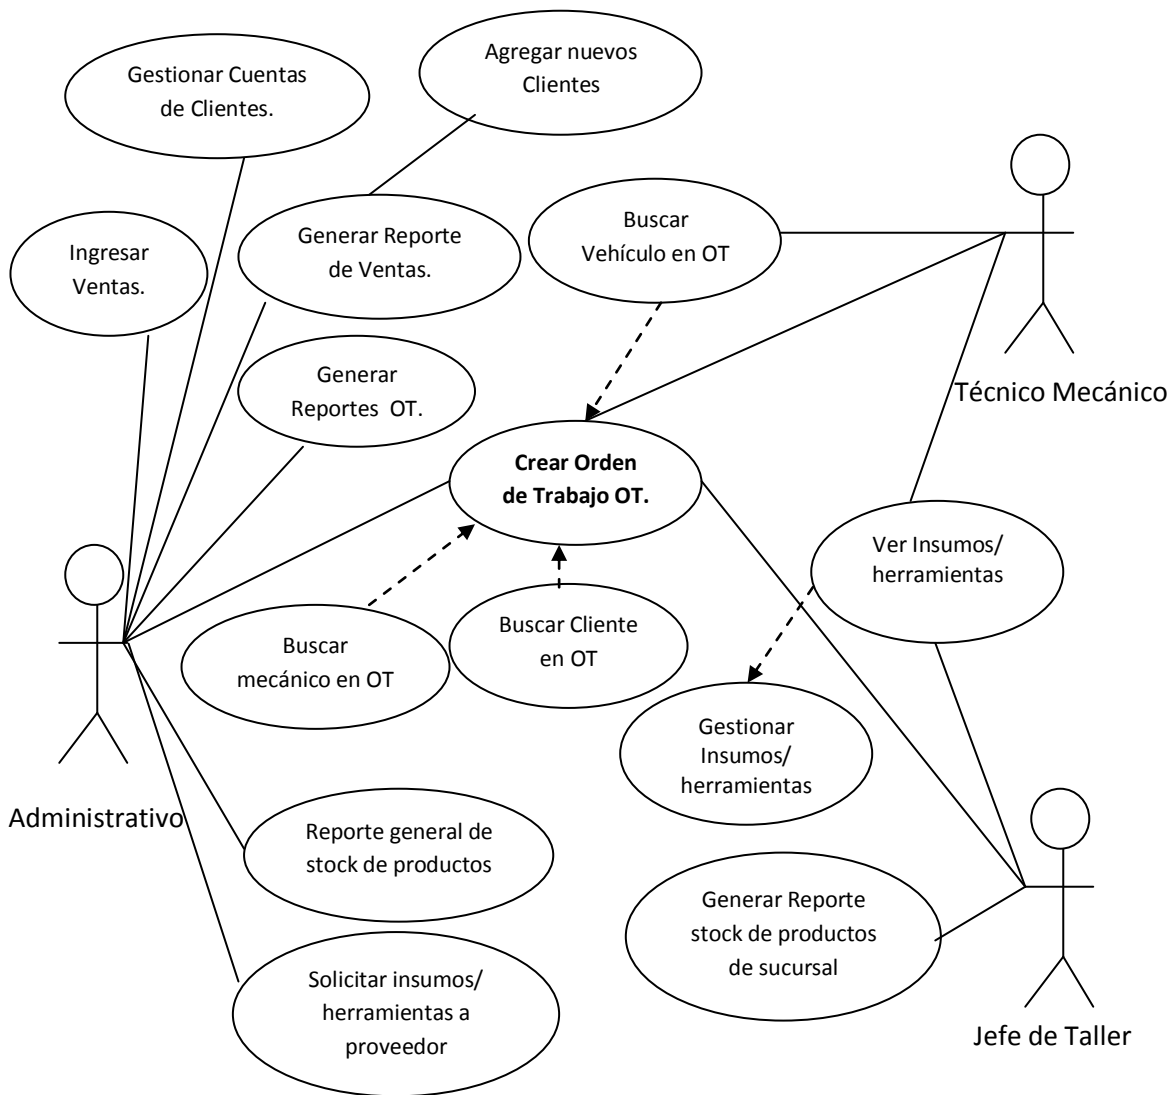 Gestionar Cuentas
de Clientes.
Agregar nuevos
Clientes
Ingresar
Ventas.
Generar Reporte
de Ventas.
Buscar
Vehículo en OT
Generar
Reportes OT.
Técnico Mecánico
Crear Orden
de Trabajo OT.
Ver Insumos/
herramientas
Buscar
mecánico en OT
Buscar Cliente
en OT
Gestionar
Insumos/
herramientas
Administrativo
Reporte general de
stock de productos
Generar Reporte
stock de productos
de sucursal
Solicitar insumos/
herramientas a
proveedor
Jefe de Taller